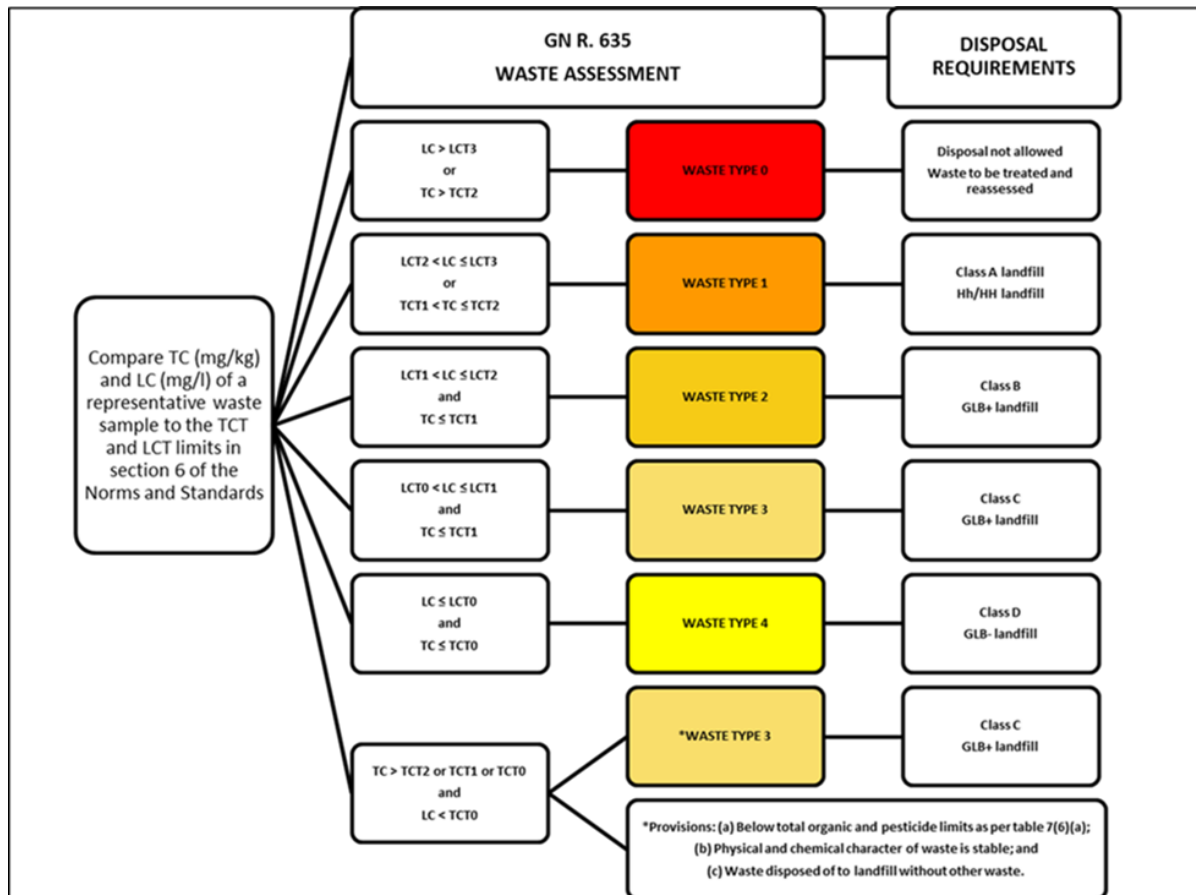 GN R. 635
WASTE ASSESSMENT
DISPOSAL
REQUIREMENTS
Compare TC (mg/kg)
and LC (mg/l) of a
representative waste
sample to the TCT
and LCT limits in
section 6 of the
Norms and Standards
LC > LCT3
or
TC > TCT2
WASTE TYPE 0
Disposal not allowed
Waste to be treated and
reassessed
LCT2 < LC ≤ LCT3
or
TCT1 < TC ≤ TCT2
WASTE TYPE 1
Class A landfill
Hh/HH landfill
LCT1 < LC ≤ LCT2
and
TC ≤ TCT1
WASTE TYPE 2
Class B
GLB+ landfill
LCT0 < LC ≤ LCT1
and
TC ≤ TCT1
WASTE TYPE 3
Class C
GLB+ landfill
LC ≤ LCT0
and
TC ≤ TCT0
WASTE TYPE 4
Class D
GLB- landfill
TC > TCT2 or TCT1 or TCT0
and
LC < TCT0
*WASTE TYPE 3
Class C
GLB+ landfill
*Provisions: (a) Below total organic and pesticide limits as per table 7(6)(a);
(b) Physical and chemical character of waste is stable; and
(c) Waste disposed of to landfill without other waste.